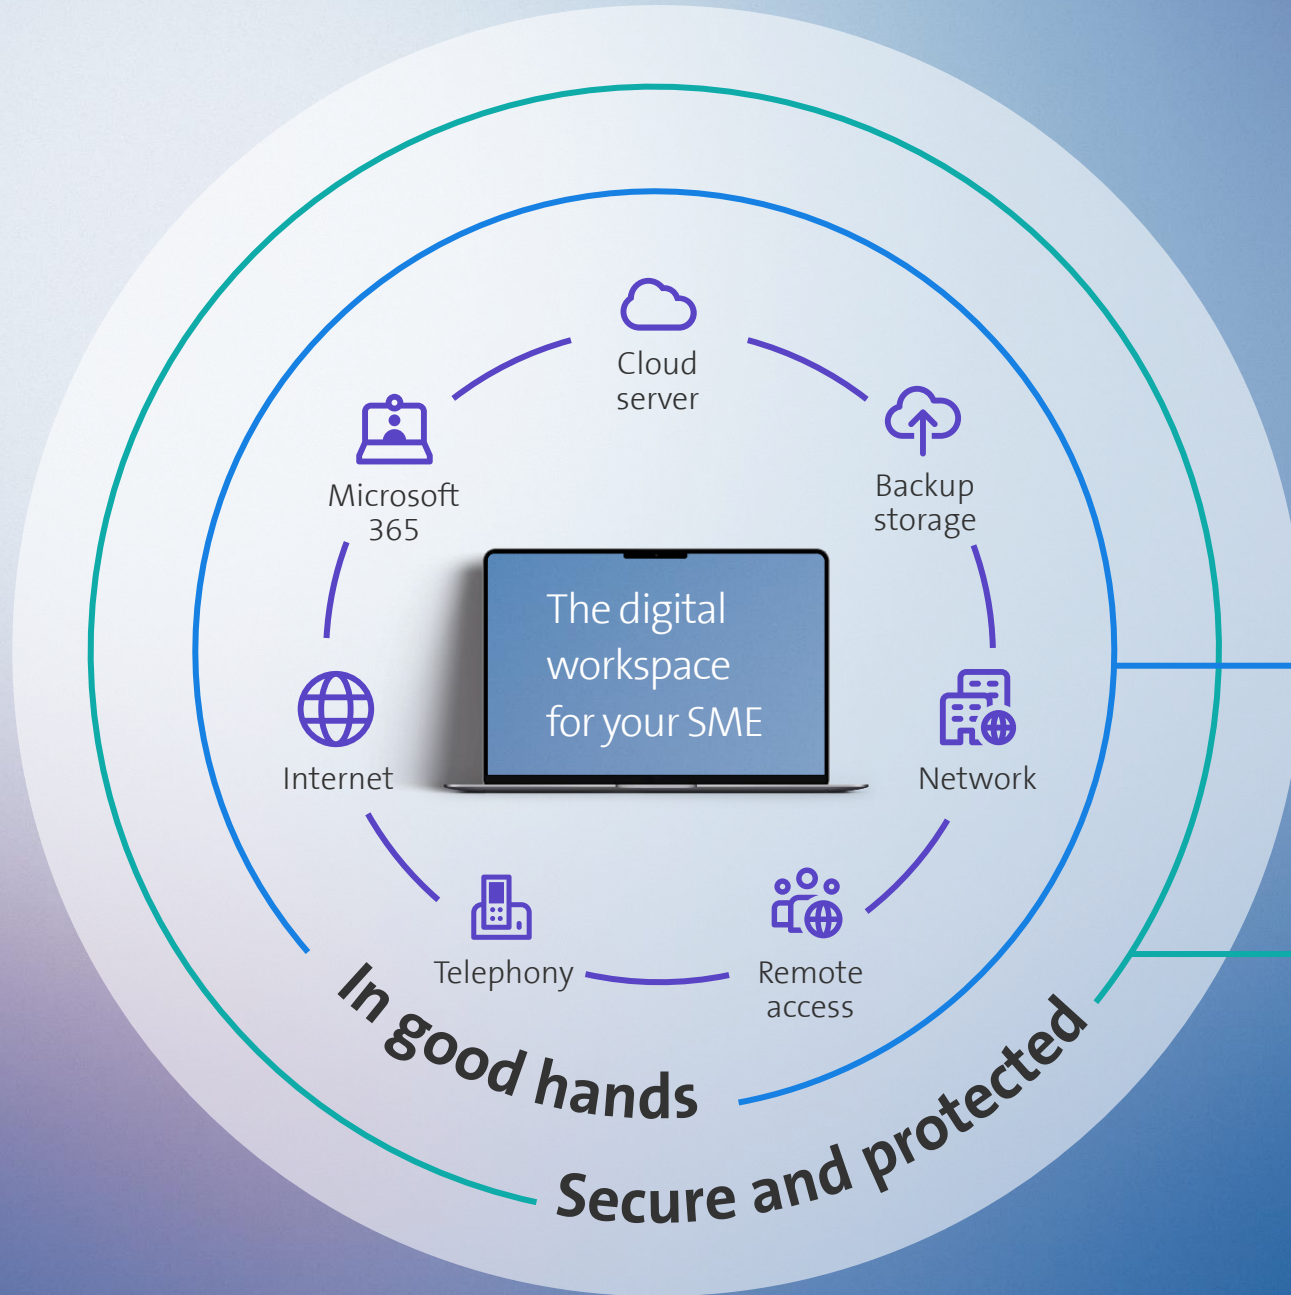 Cloud
server
Microsoft
365
Backup
storage
The digital
workspace
for your SME
Internet
Network
Telephony
Remote
access
In good hands
Secure and protected